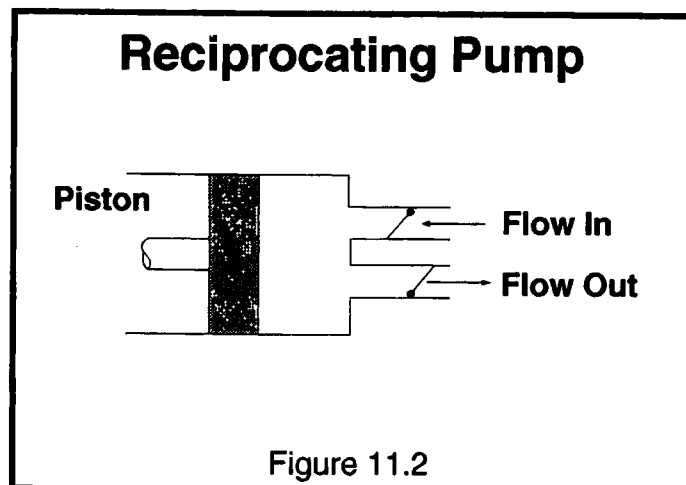 Reciprocating Pump
Piston
Flow In
Flow Out
Figure 11.2